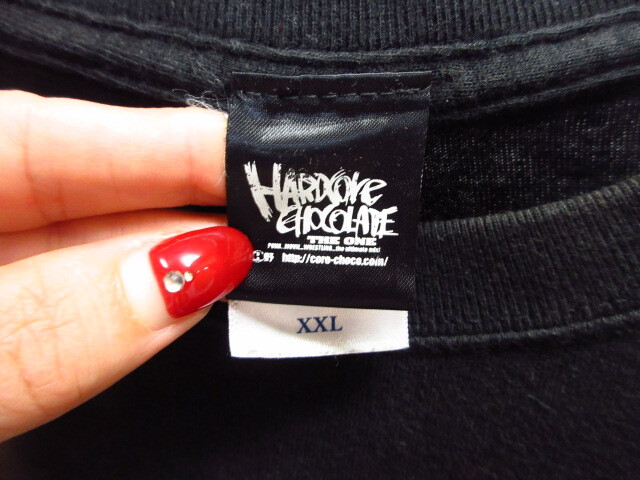 HARDCORE
CHOCOLATE
THE ONE
PUNK..MOVIE..WRESTLING..the ultimate mix!
http://core-choco.com/
XXL